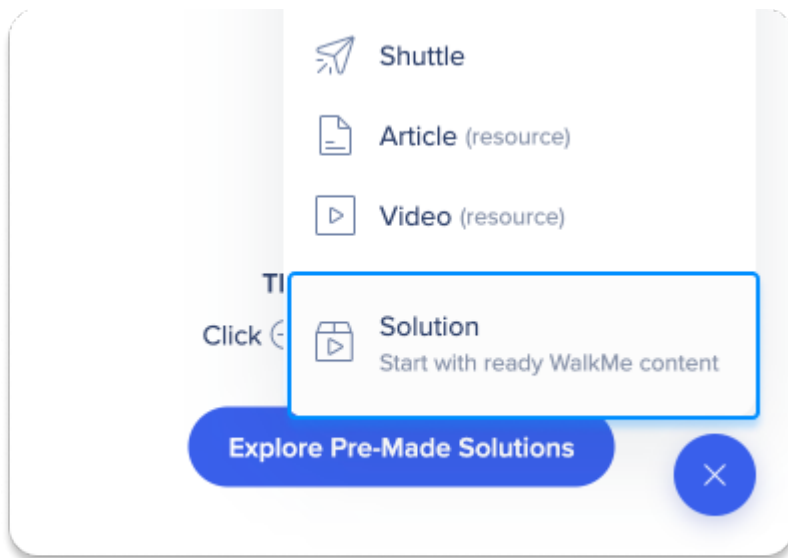 Shuttle
Article (resource)
Video (resource)
Solution
Start with ready WalkMe content
Click
Explore Pre-Made Solutions